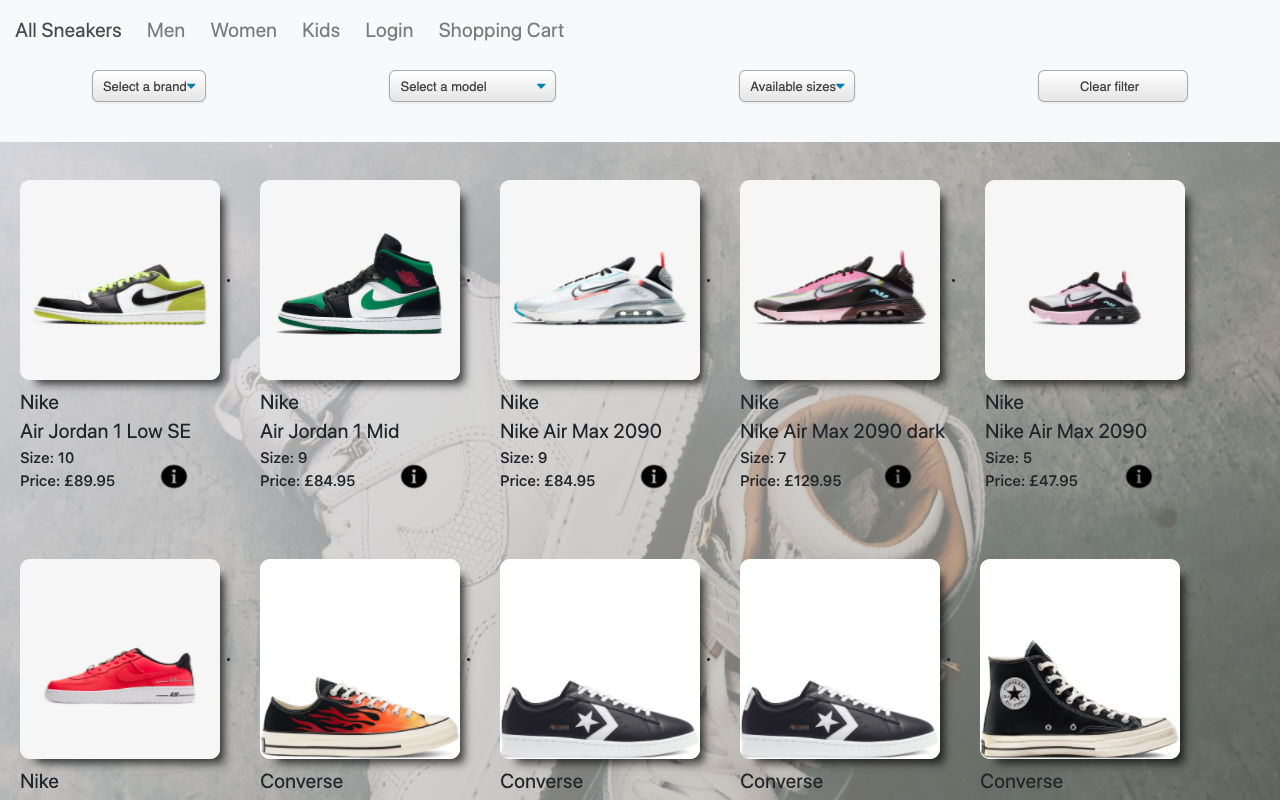 All Sneakers Men Women Kids Login Shopping Cart
Select a brand Select a model Available sizes Clear filter
Nike Nike Nike Nike Nike
Air Jordan 1 Low SE Air Jordan 1 Mid Nike Air Max 2090 Nike Air Max 2090 dark Nike Air Max 2090
Size: 10 Size: 9 Size: 9 Size: 7 Size: 5
Price: £89.95 Price: £84.95 Price: £84.95 Price: £129.95 Price: £47.95
Nike Converse Converse Converse Converse